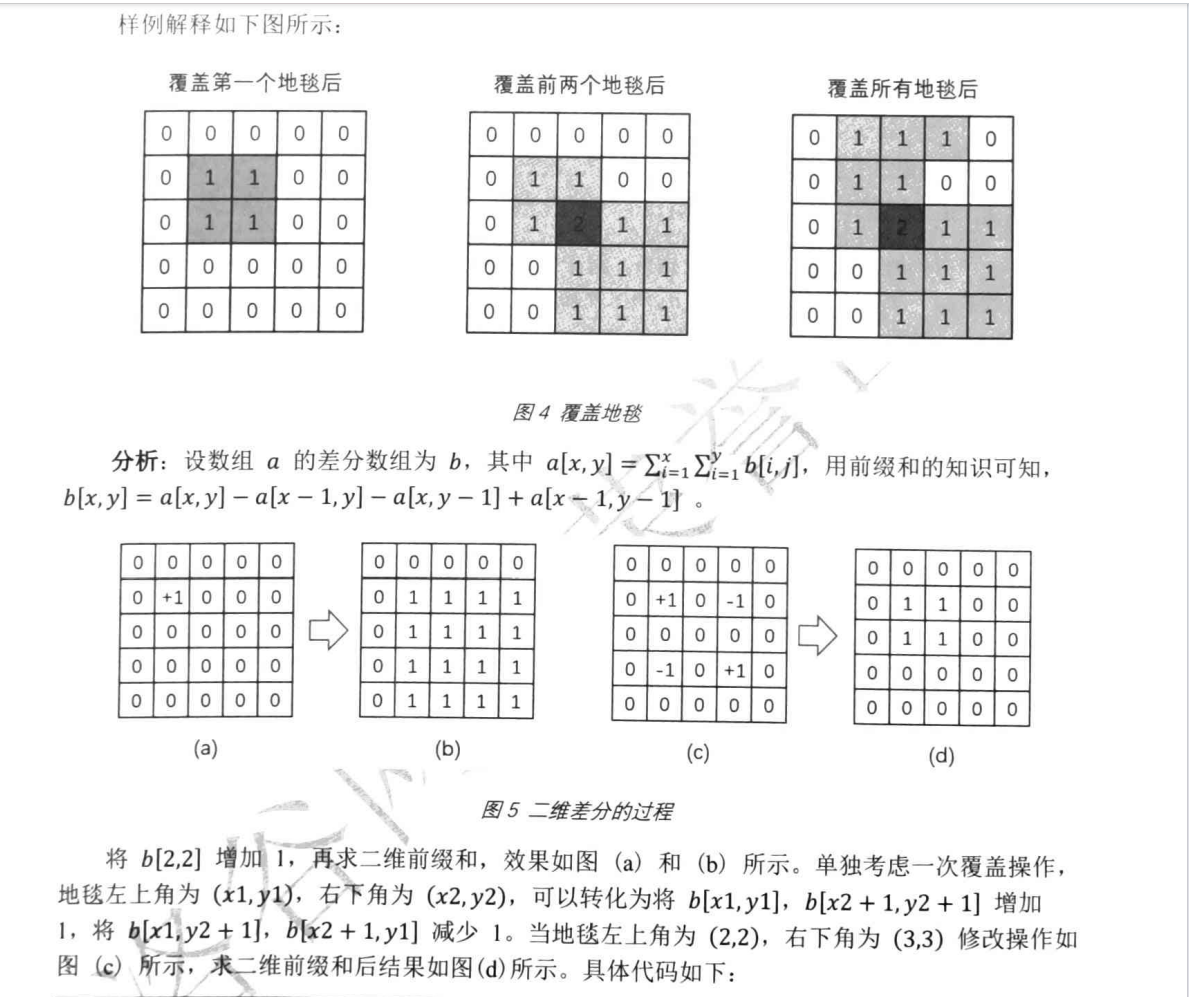 样例解释如下图所示：
覆盖第一个地毯后 覆盖前两个地毯后 覆盖所有地毯后
0 0 0 0 0 0 0 0 0 0 0 1 1 1 0
0 1 1 0 0 0 1 1 0 0 0 1 1 0 0
0 1 1 0 0 0 1 2 1 1 0 1 2 1 1
0 0 0 0 0 0 0 1 1 1 0 0 1 1 1
0 0 0 0 0 0 0 1 1 1 0 0 1 1 1
图 4 覆盖地毯
分析：设数组 a 的差分数组为 b，其中 a[x, y] = ∑_{i=1}^{x} ∑_{i=1}^{y} b[i, j]，用前缀和的知识可知，
b[x, y] = a[x, y] − a[x − 1, y] − a[x, y − 1] + a[x − 1, y − 1] 。
0 0 0 0 0 0 0 0 0 0 0 0 0 0 0 0 0 0 0 0
0 +1 0 0 0 0 1 1 1 1 0 +1 0 -1 0 0 1 1 0 0
0 0 0 0 0 0 1 1 1 1 0 0 0 0 0 0 1 1 0 0
0 0 0 0 0 0 1 1 1 1 0 -1 0 +1 0 0 0 0 0 0
0 0 0 0 0 0 1 1 1 1 0 0 0 0 0 0 0 0 0 0
(a) (b) (c) (d)
图 5 二维差分的过程
将 b[2,2] 增加 1，再求二维前缀和，效果如图（a）和（b）所示。单独考虑一次覆盖操作，
地毯左上角为 (x1, y1)，右下角为 (x2, y2)，可以转化为将 b[x1, y1]，b[x2 + 1, y2 + 1] 增加
1，将 b[x1, y2 + 1]，b[x2 + 1, y1] 减少 1。当地毯左上角为 (2,2)，右下角为 (3,3) 修改操作如
图（c）所示，求二维前缀和后结果如图(d)所示。具体代码如下：